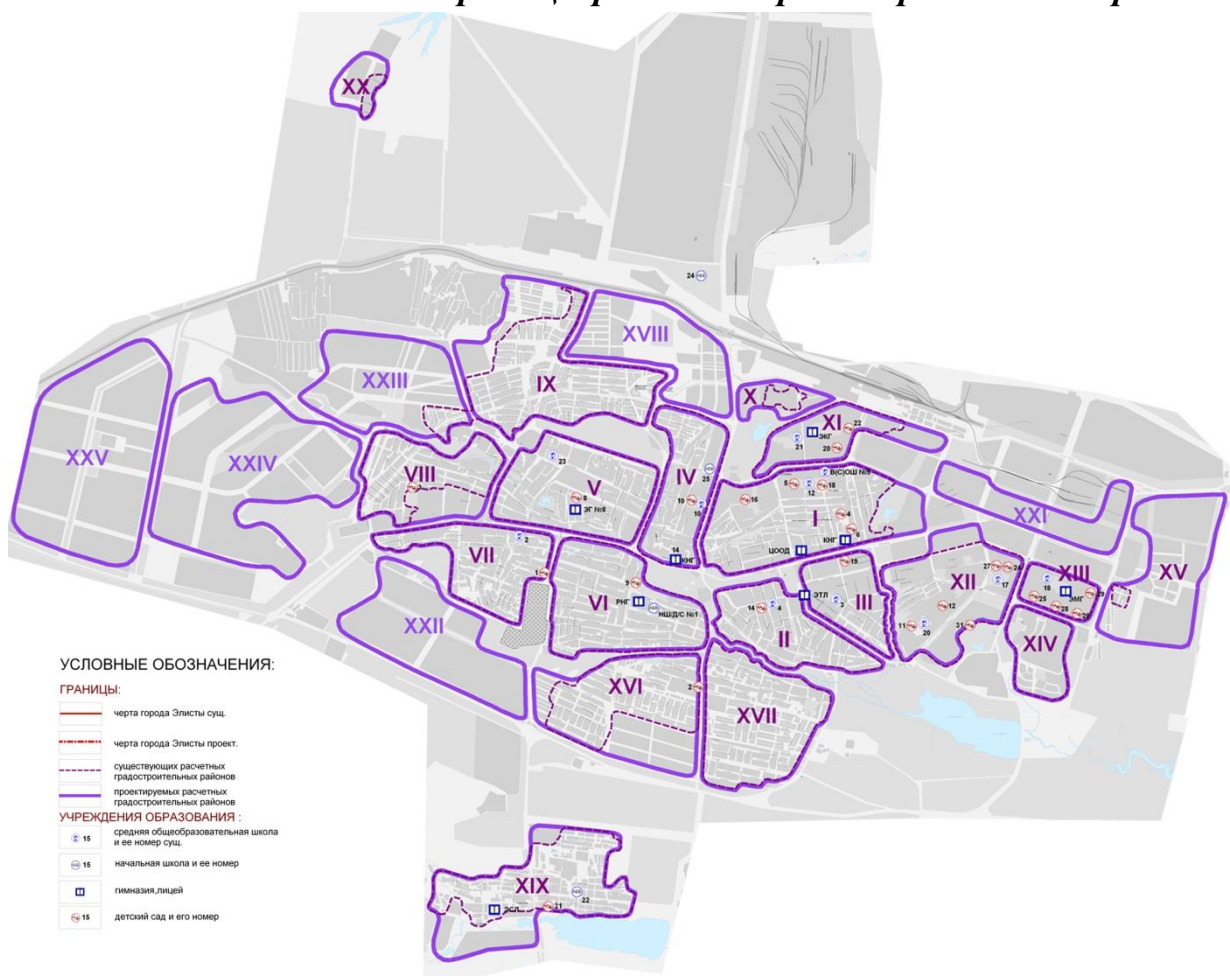 XX
24
XVIII
XXIII
IX
X
XI
22
ЭКГ
21
20
XXV
XXIV
VIII
V
23
8
ЭГ №8
IV
25
10
10
14
КНГ
В(С)ОШ №5
5
12
18
16
I
4
6
КНГ
ЦООД
XXI
XV
VII
2
1
VI
9
РНГ
НШ/Д/С №1
XXII
19
ЭТЛ
III
3
14
4
II
XII
27
24
17
12
11
20
31
XIII
19
25
ЭМГ
28
XIV
XVI
2
XVII
XIX
22
21
ЭСЛ
УСЛОВНЫЕ ОБОЗНАЧЕНИЯ:
ГРАНИЦЫ:
черта города Элисты сущ.
черта города Элисты проект.
существующих расчетных
градостроительных районов
проектируемых расчетных
градостроительных районов
УЧРЕЖДЕНИЯ ОБРАЗОВАНИЯ :
15 средняя общеобразовательная школа
и ее номер сущ.
15 начальная школа и ее номер
гимназия,лицей
15 детский сад и его номер